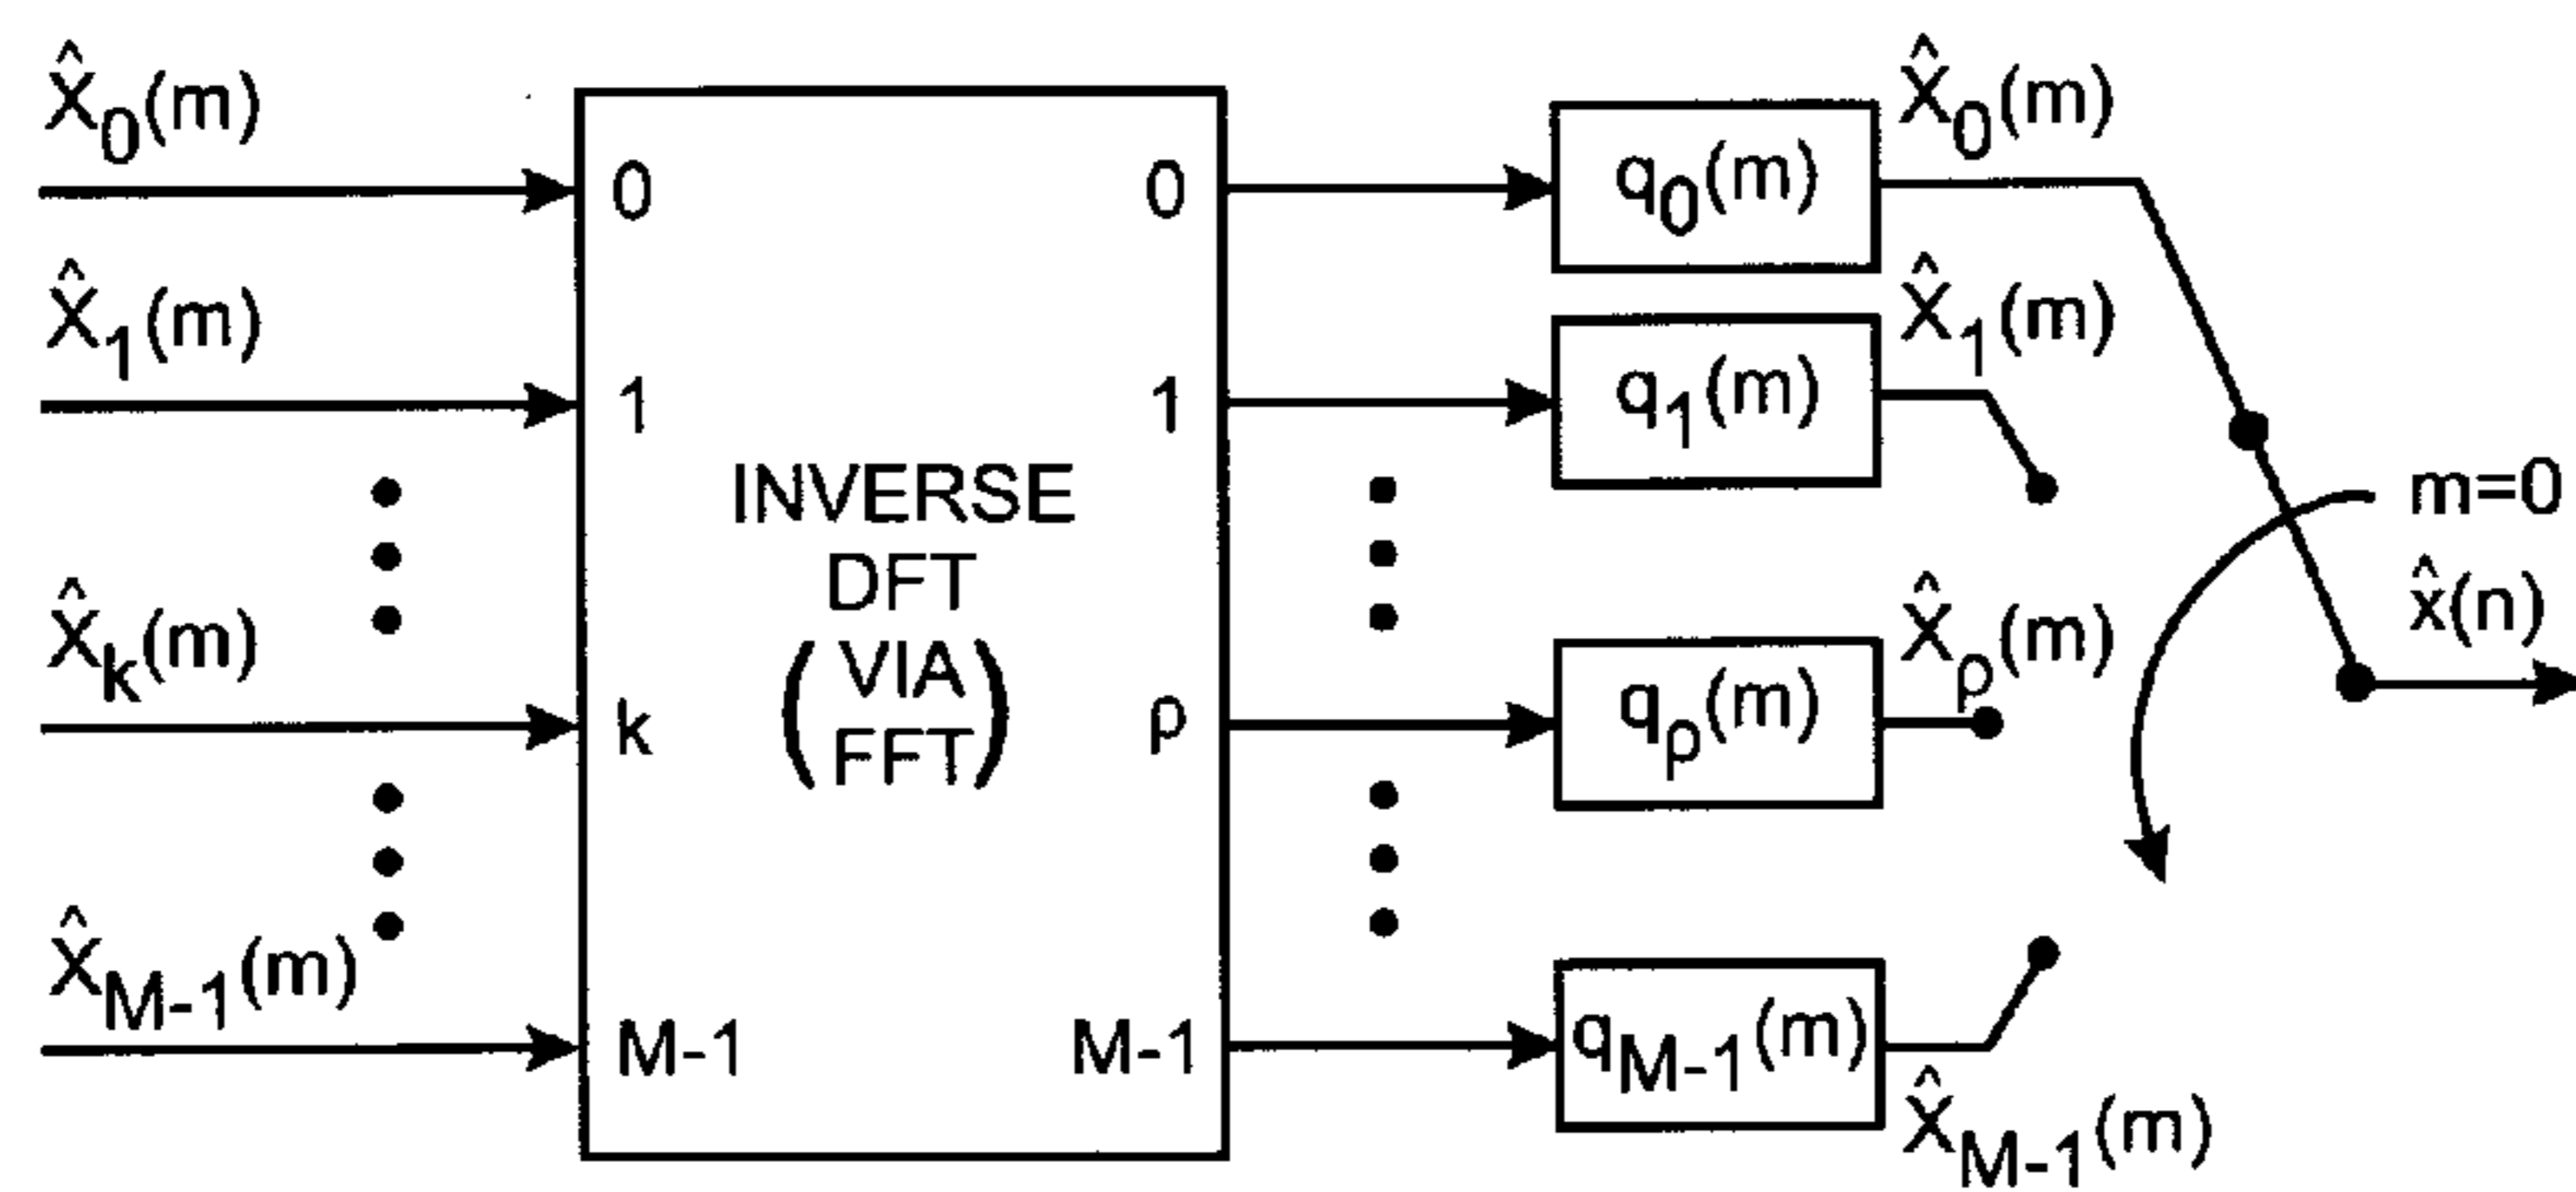 X̂₀(m)
X̂₁(m)
X̂ₖ(m)
X̂M-1(m)
0
1
k
M-1
INVERSE
DFT
(VIA
FFT)
0
1
ρ
M-1
q₀(m)
q₁(m)
qρ(m)
qM-1(m)
X̂₀(m)
X̂₁(m)
X̂ρ(m)
X̂M-1(m)
m=0
x̂(n)